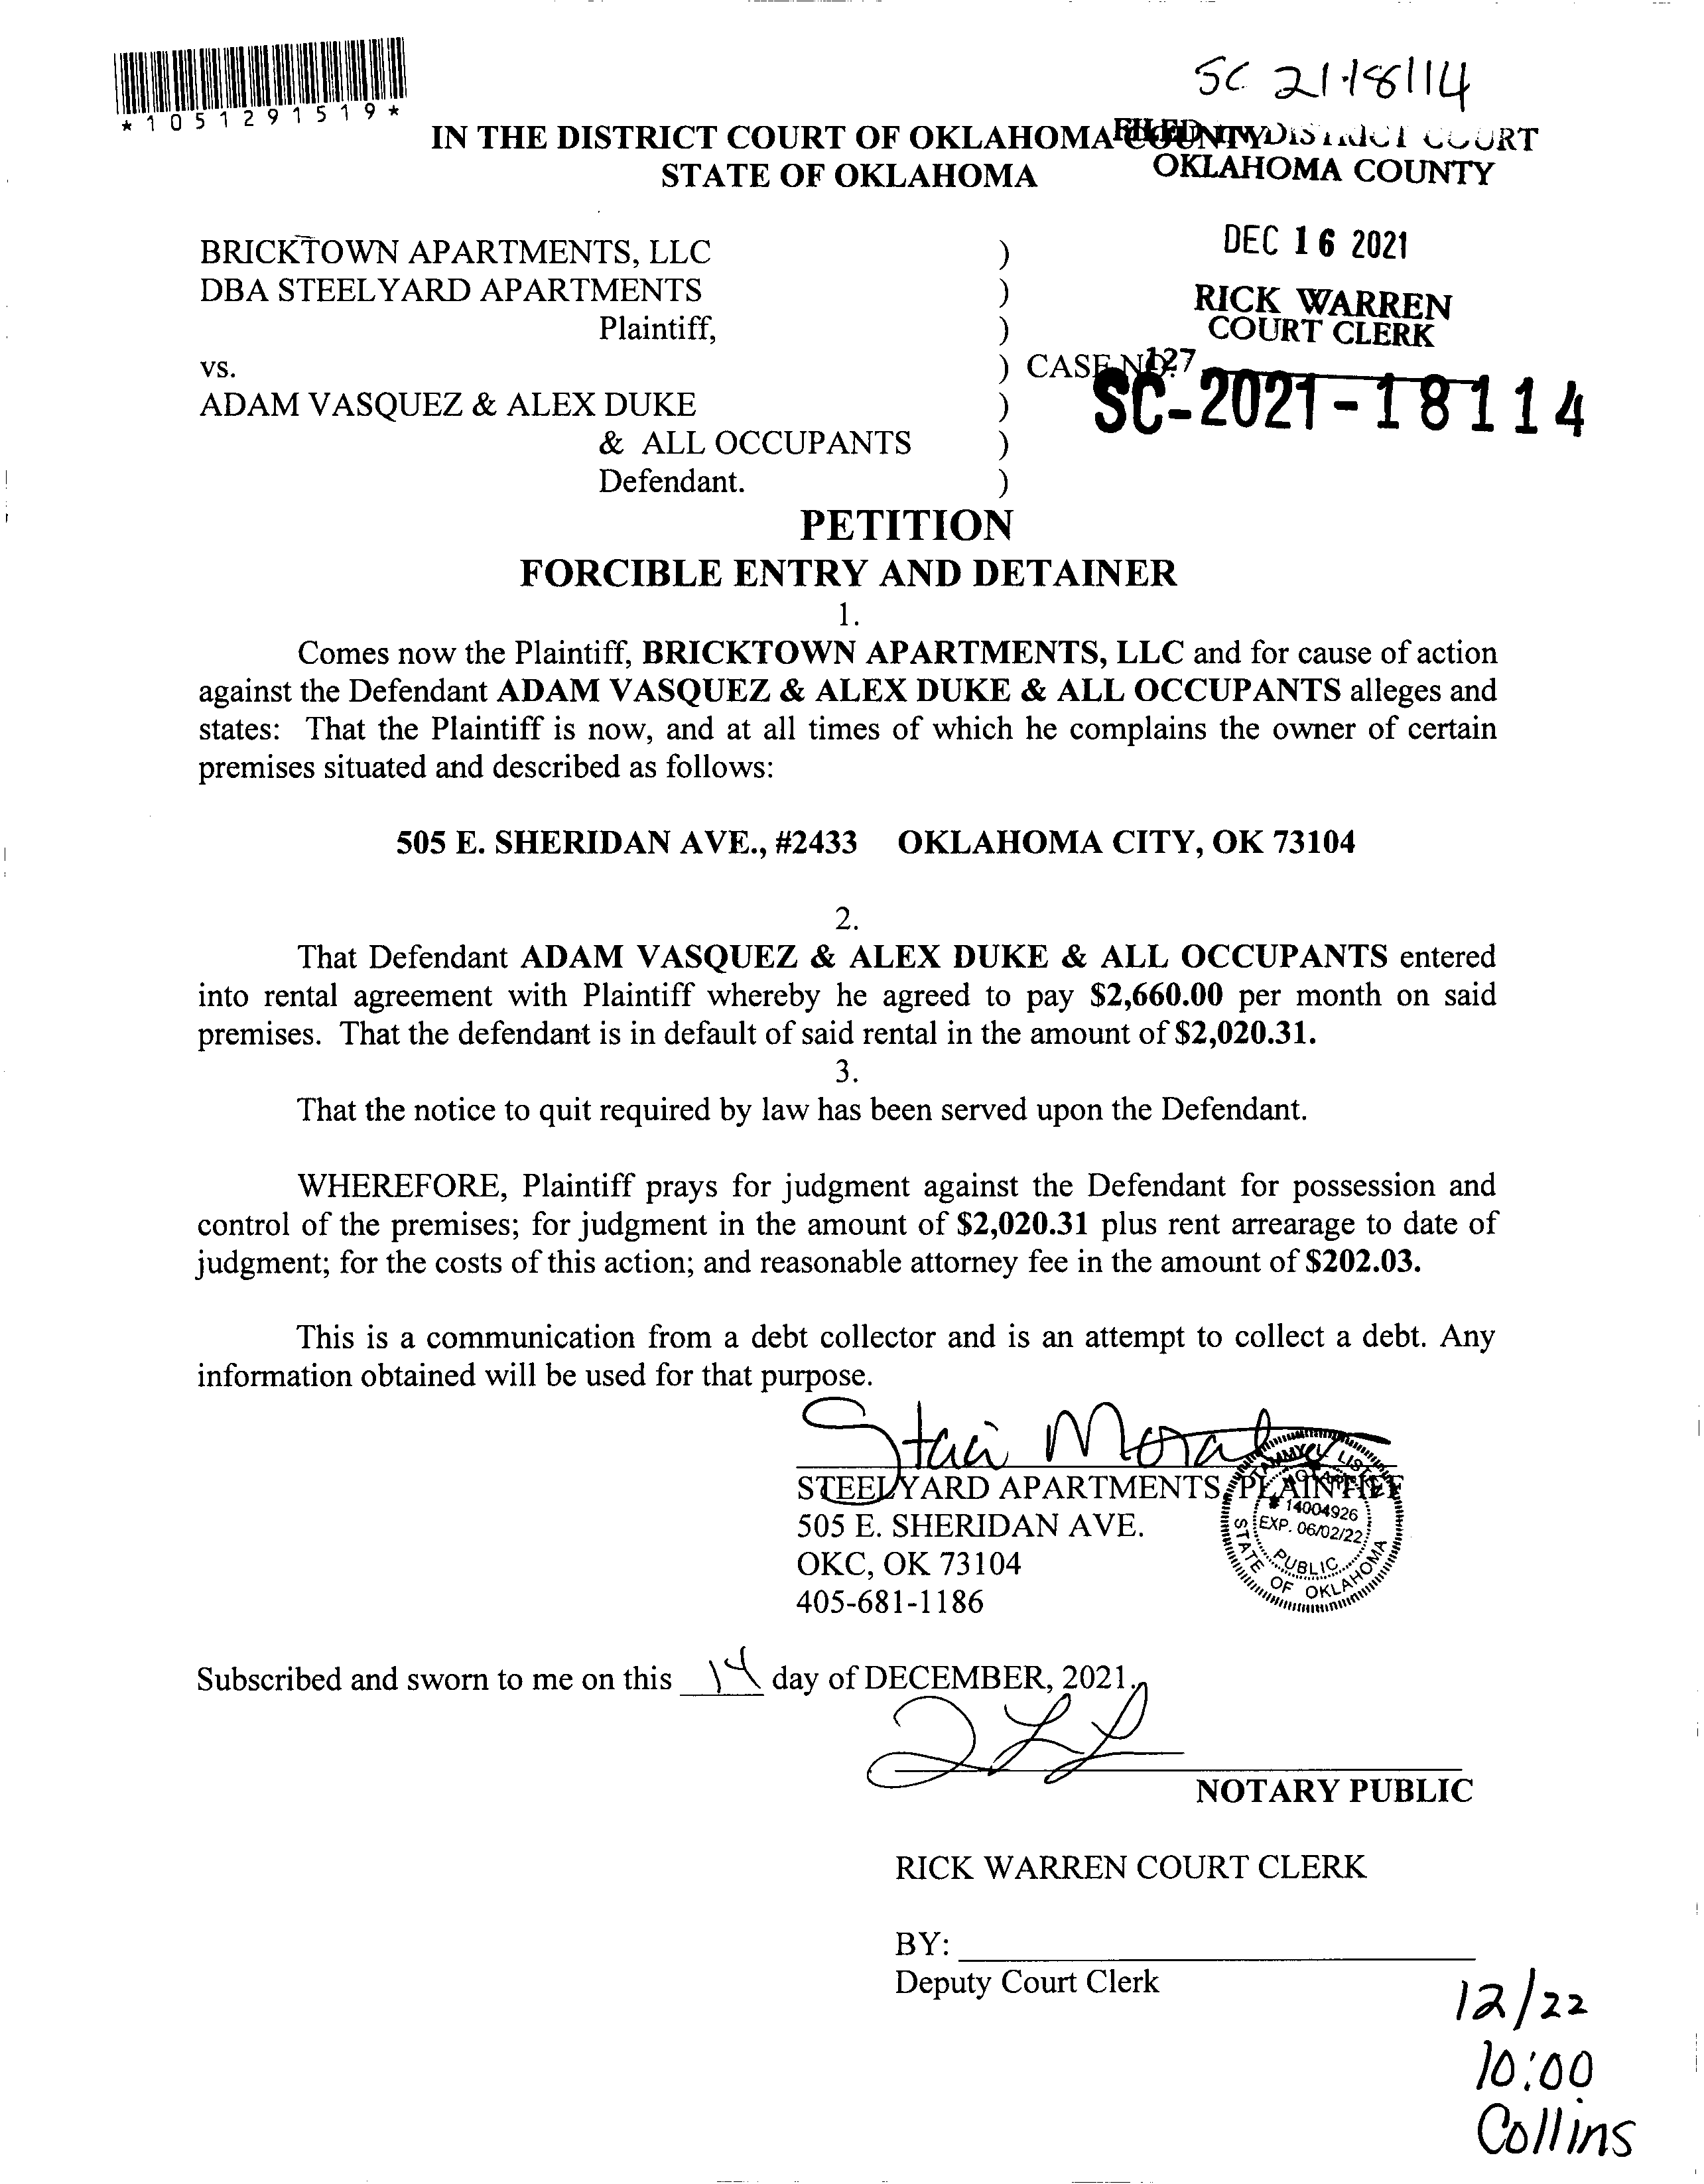 *1051291519*
SC 21-18114
IN THE DISTRICT COURT OF OKLAHOMA COUNTY
STATE OF OKLAHOMA
FILED IN DISTRICT COURT
OKLAHOMA COUNTY
DEC 16 2021
RICK WARREN
COURT CLERK
127
BRICKTOWN APARTMENTS, LLC )
DBA STEELYARD APARTMENTS )
Plaintiff, )
vs. ) CASE NO.
SC-2021-18114
ADAM VASQUEZ & ALEX DUKE )
& ALL OCCUPANTS )
Defendant. )
PETITION
FORCIBLE ENTRY AND DETAINER
1.
Comes now the Plaintiff, BRICKTOWN APARTMENTS, LLC and for cause of action
against the Defendant ADAM VASQUEZ & ALEX DUKE & ALL OCCUPANTS alleges and
states: That the Plaintiff is now, and at all times of which he complains the owner of certain
premises situated and described as follows:
505 E. SHERIDAN AVE., #2433 OKLAHOMA CITY, OK 73104
2.
That Defendant ADAM VASQUEZ & ALEX DUKE & ALL OCCUPANTS entered
into rental agreement with Plaintiff whereby he agreed to pay $2,660.00 per month on said
premises. That the defendant is in default of said rental in the amount of $2,020.31.
3.
That the notice to quit required by law has been served upon the Defendant.
WHEREFORE, Plaintiff prays for judgment against the Defendant for possession and
control of the premises; for judgment in the amount of $2,020.31 plus rent arrearage to date of
judgment; for the costs of this action; and reasonable attorney fee in the amount of $202.03.
This is a communication from a debt collector and is an attempt to collect a debt. Any
information obtained will be used for that purpose.
Staci
STEELYARD APARTMENTS, PLAINTIFF
505 E. SHERIDAN AVE.
OKC, OK 73104
405-681-1186
TAMMY
NOTARY
# 14004926
EXP. 06/02/22
PUBLIC
STATE OF OKLAHOMA
Subscribed and sworn to me on this 14 day of DECEMBER, 2021.
NOTARY PUBLIC
RICK WARREN COURT CLERK
BY:
Deputy Court Clerk
12/22
10:00
Collins